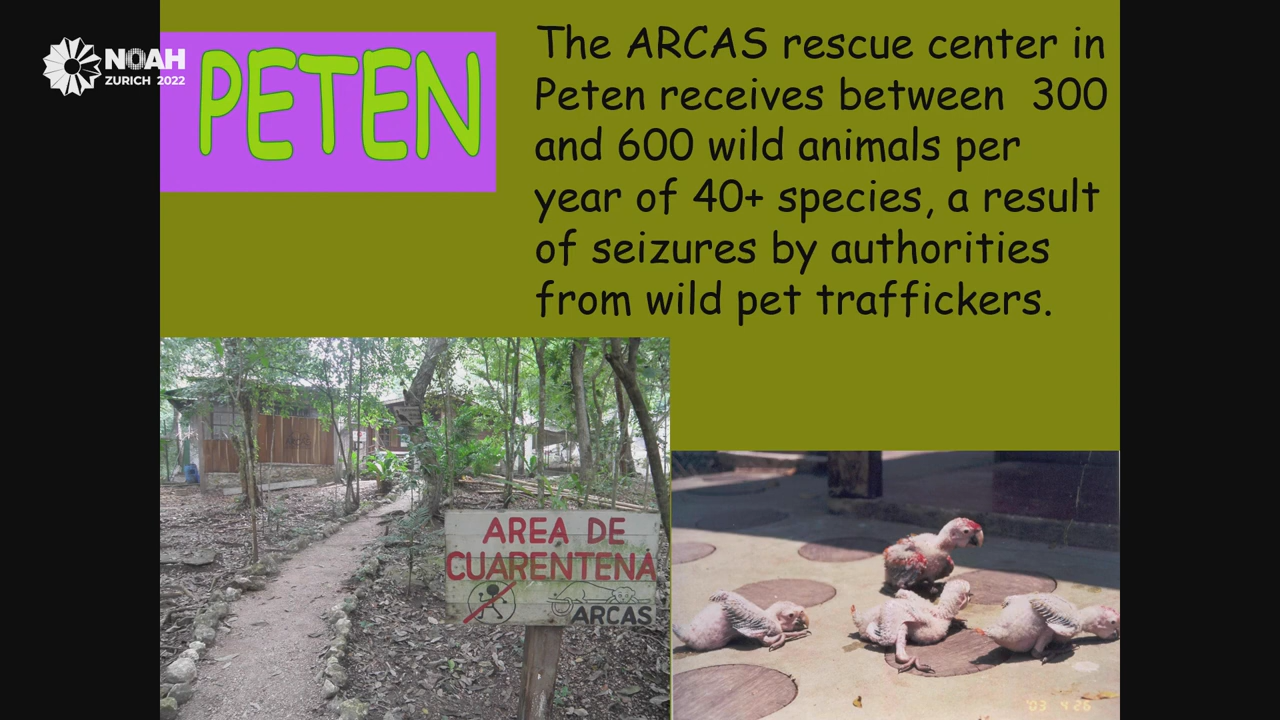 NOAH
ZURICH 2022
PETEN
The ARCAS rescue center in
Peten receives between 300
and 600 wild animals per
year of 40+ species, a result
of seizures by authorities
from wild pet traffickers.
AREA DE
CUARENTENA
ARCAS
'03 4 26